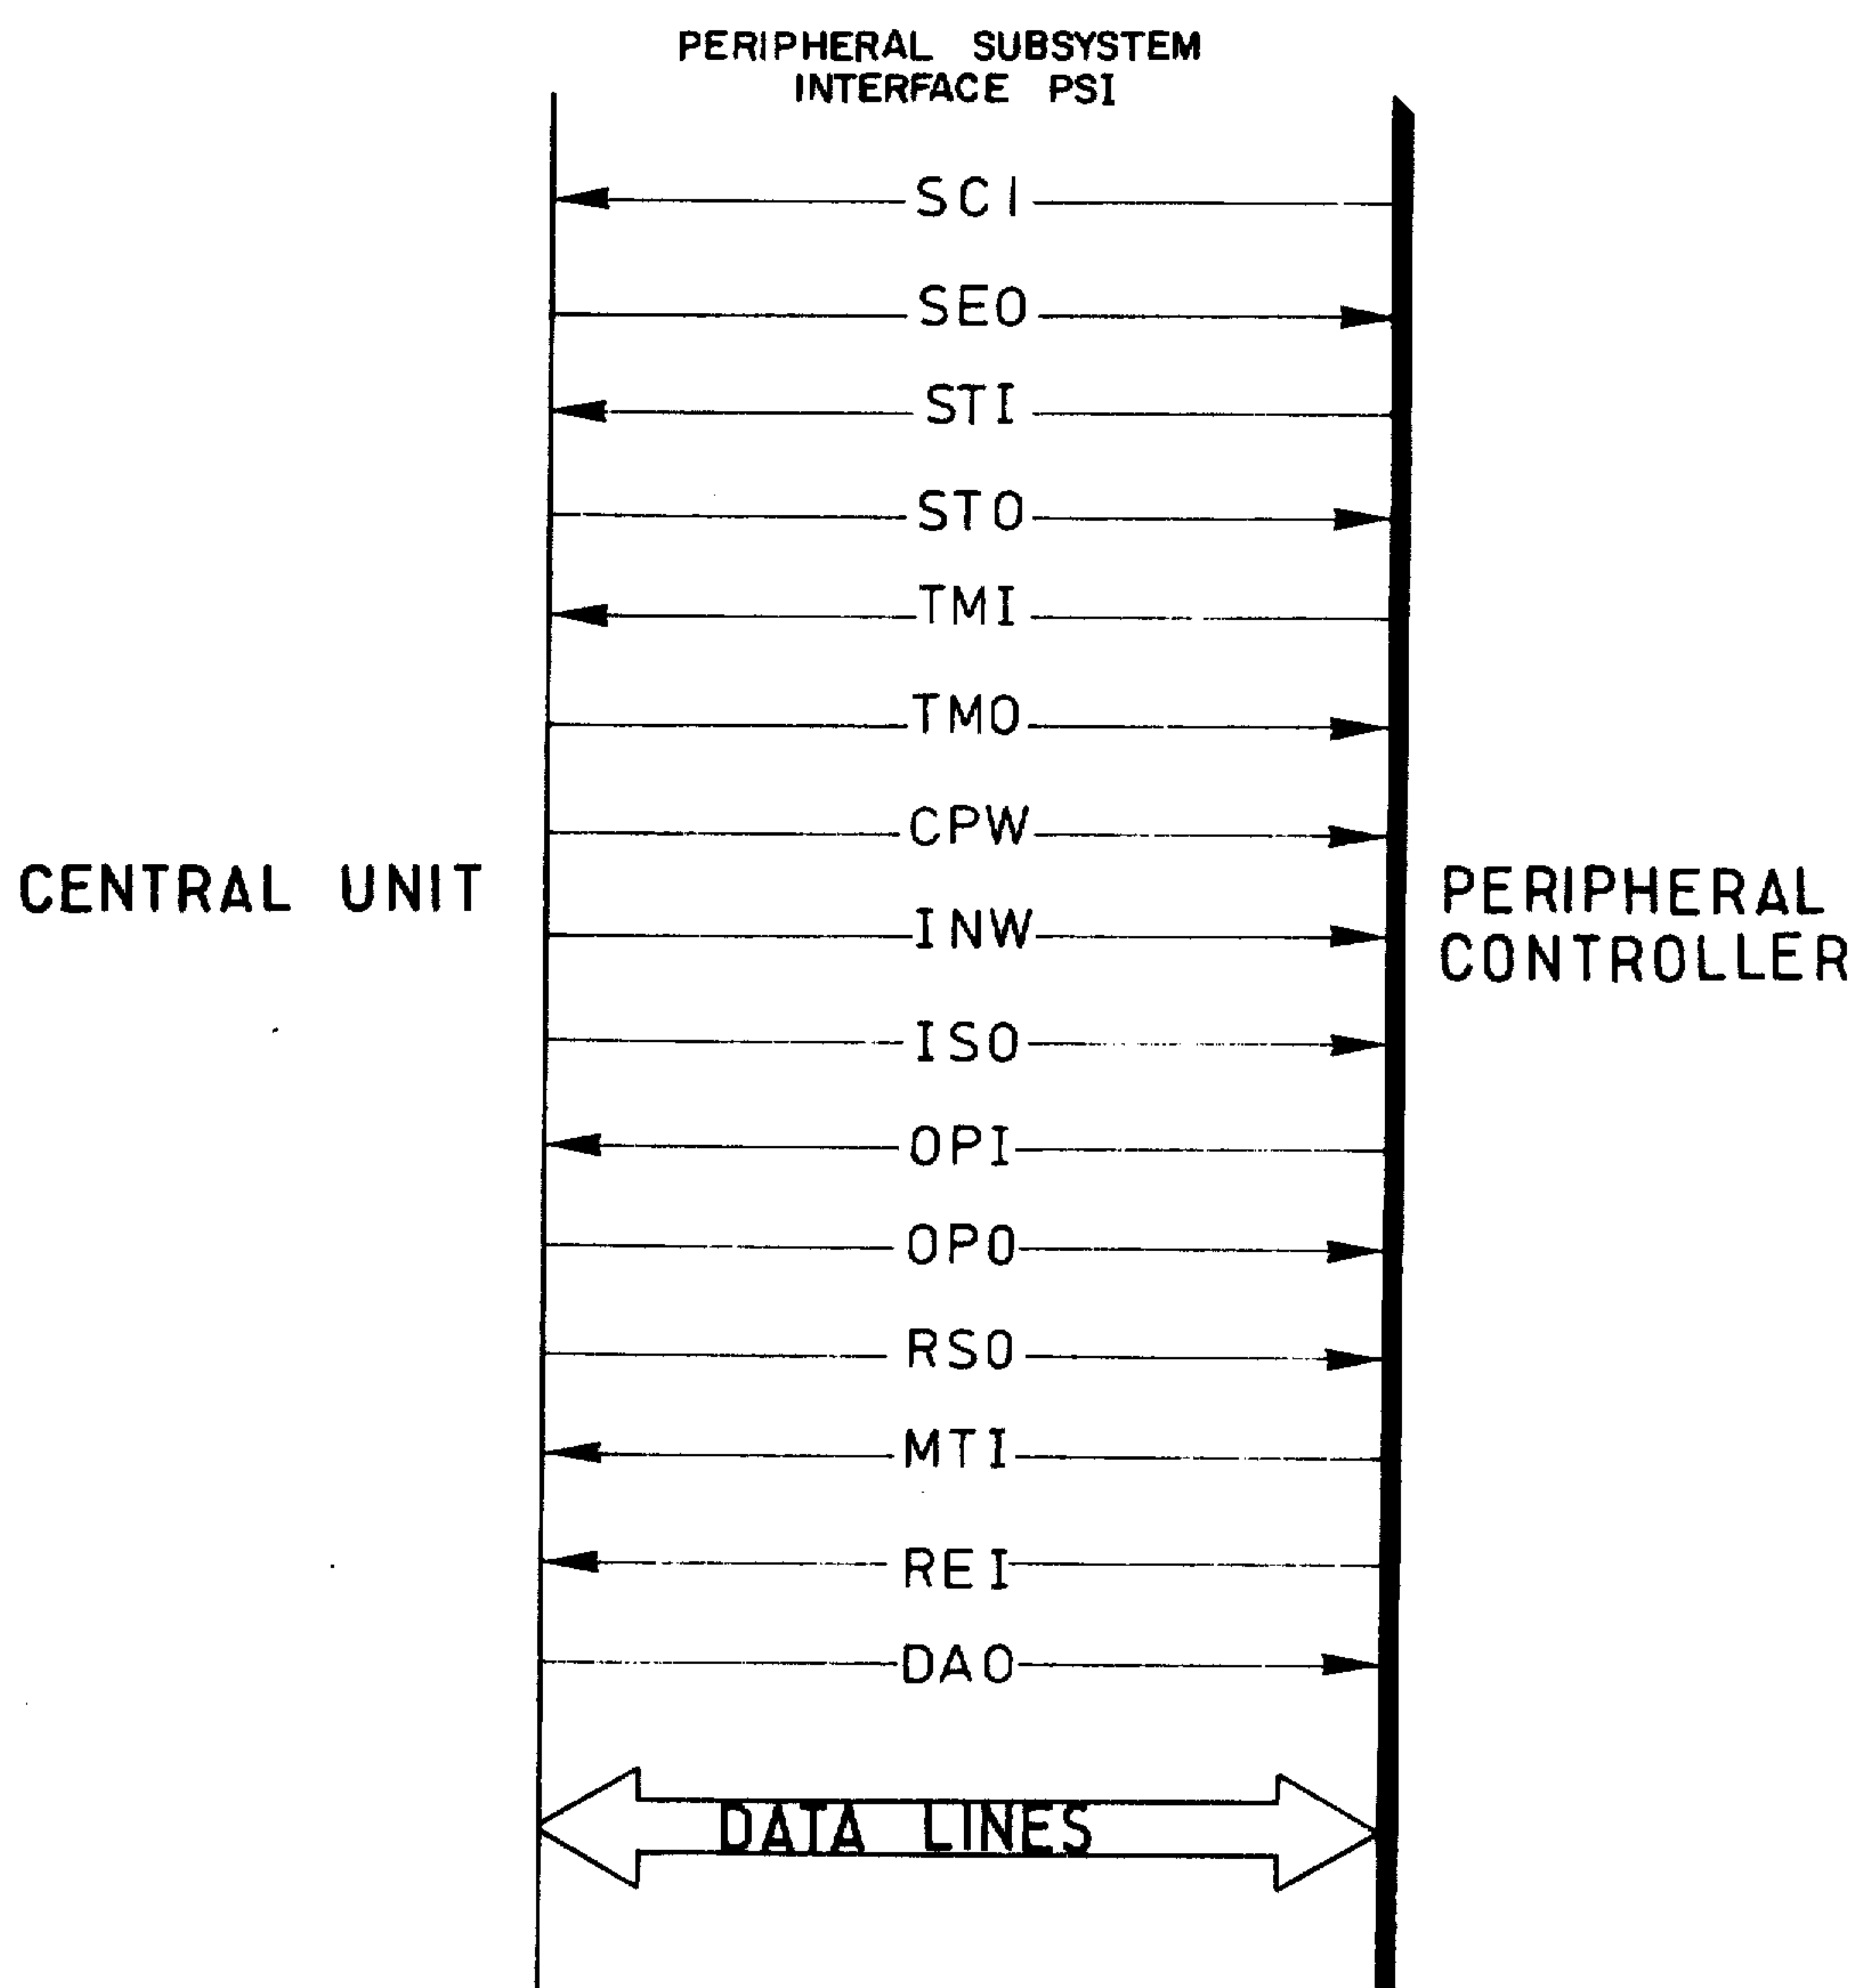 PERIPHERAL SUBSYSTEM
INTERFACE PSI
SCI
SEO
STI
STO
TMI
TMO
CPW
CENTRAL UNIT
PERIPHERAL
CONTROLLER
INW
ISO
OPI
OPO
RSO
MTI
REI
DAO
DATA LINES